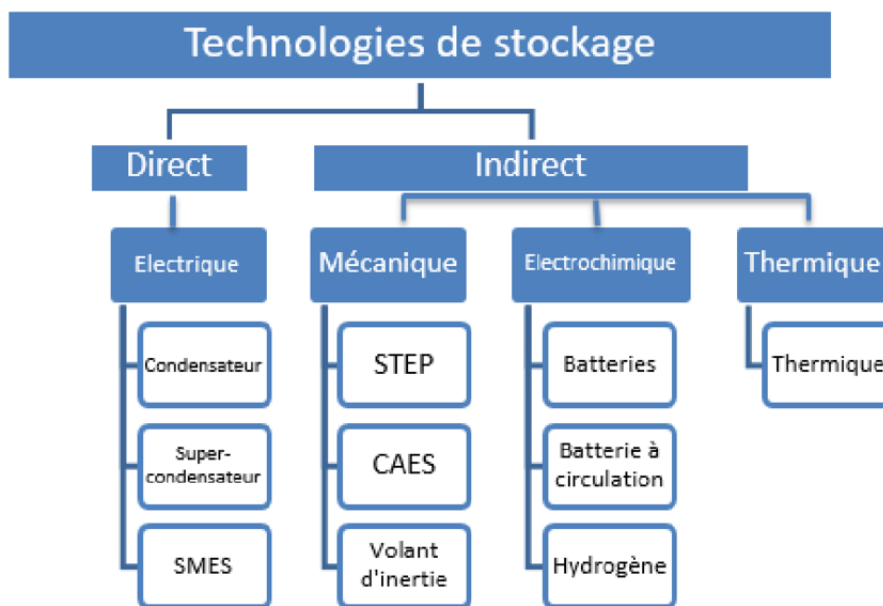 Technologies de stockage
Direct
Indirect
Electrique
Mécanique
Electrochimique
Thermique
Condensateur
STEP
Batteries
Thermique
Super-
condensateur
CAES
Batterie à
circulation
SMES
Volant
d'inertie
Hydrogène